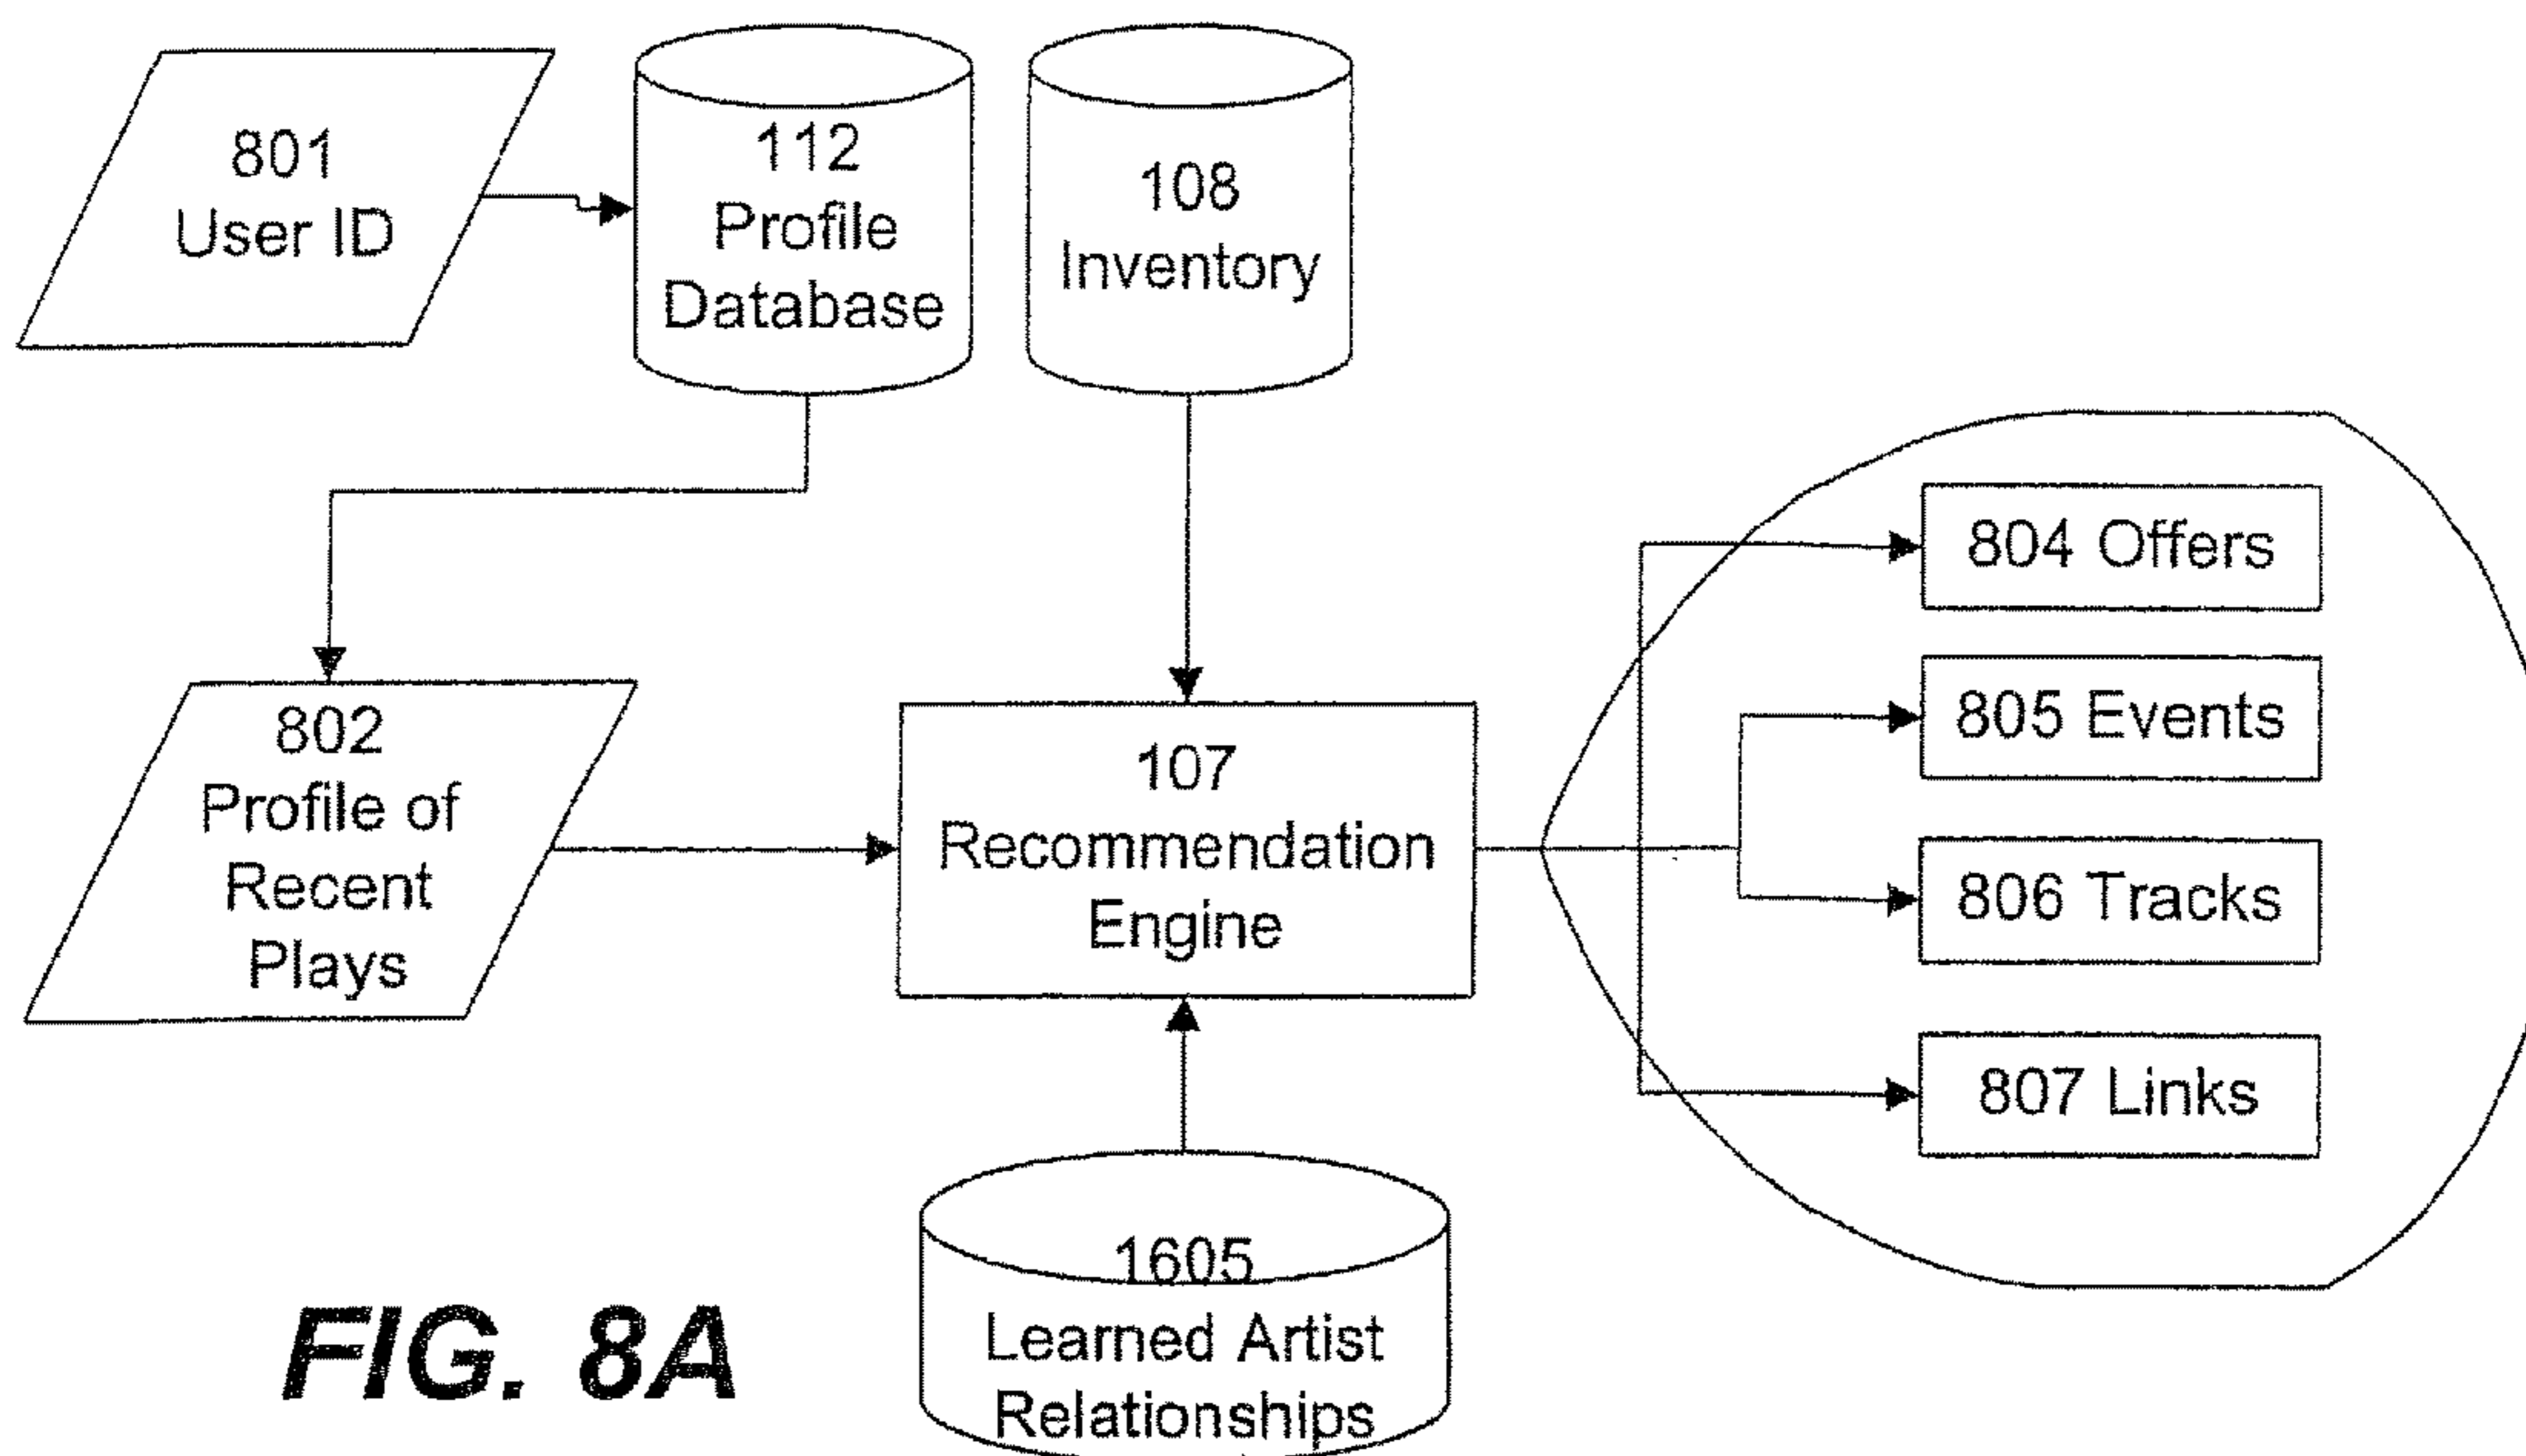 801
User ID
112
Profile
Database
108
Inventory
804 Offers
805 Events
802
Profile of
Recent
Plays
107
Recommendation
Engine
806 Tracks
807 Links
1605
Learned Artist
Relationships
FIG. 8A